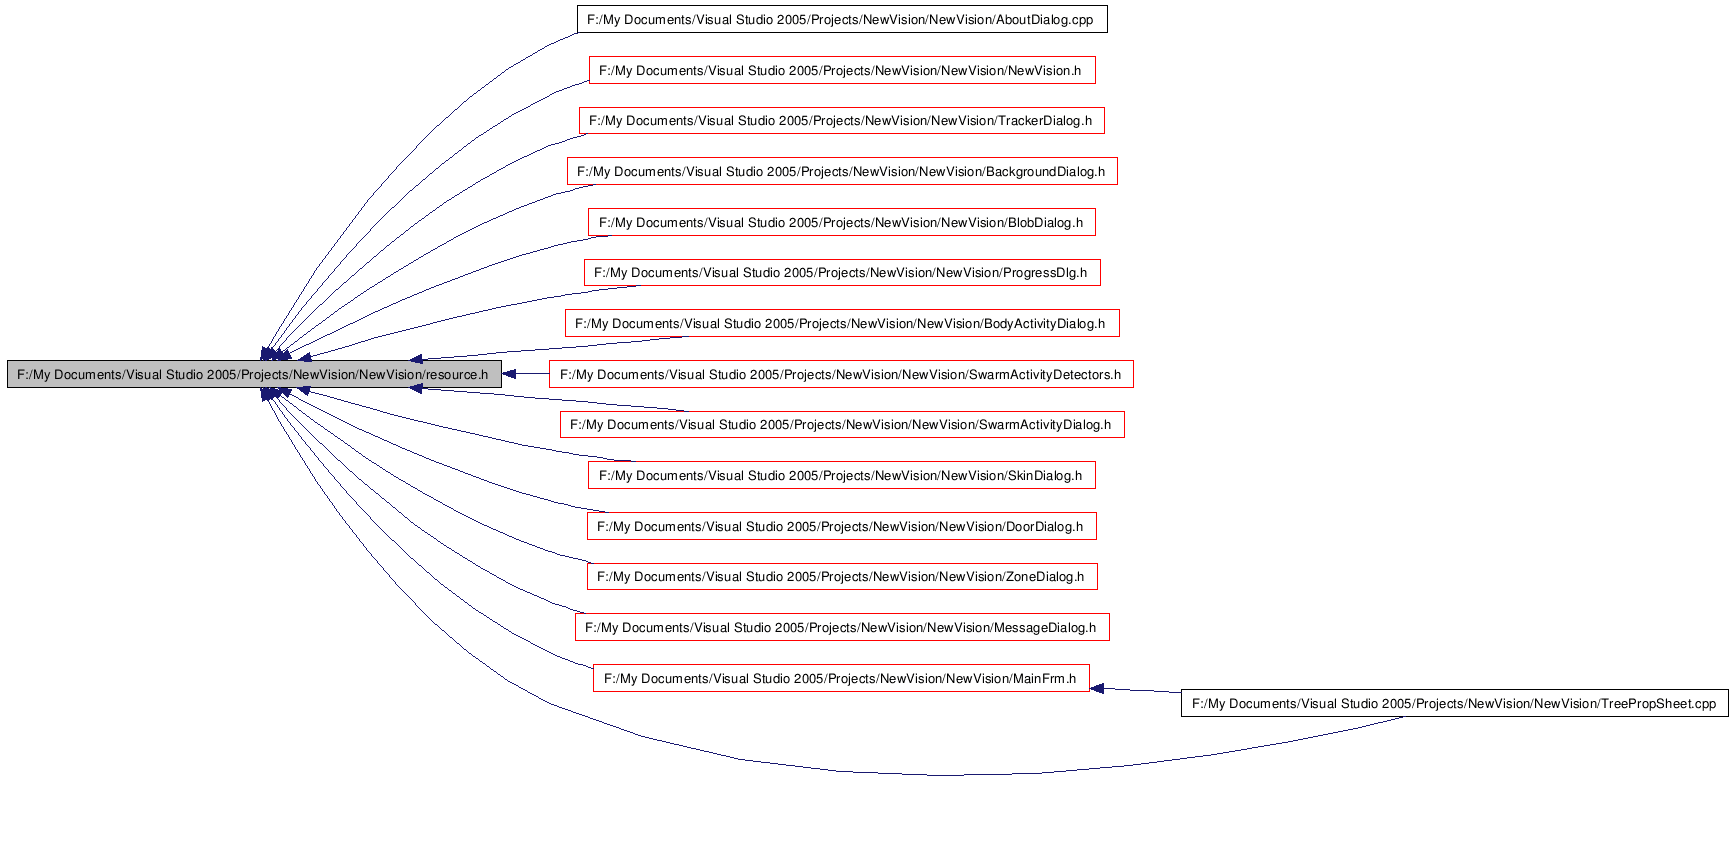 F:/My Documents/Visual Studio 2005/Projects/NewVision/NewVision/AboutDialog.cpp
F:/My Documents/Visual Studio 2005/Projects/NewVision/NewVision/NewVision.h
F:/My Documents/Visual Studio 2005/Projects/NewVision/NewVision/TrackerDialog.h
F:/My Documents/Visual Studio 2005/Projects/NewVision/NewVision/BackgroundDialog.h
F:/My Documents/Visual Studio 2005/Projects/NewVision/NewVision/BlobDialog.h
F:/My Documents/Visual Studio 2005/Projects/NewVision/NewVision/ProgressDlg.h
F:/My Documents/Visual Studio 2005/Projects/NewVision/NewVision/BodyActivityDialog.h
F:/My Documents/Visual Studio 2005/Projects/NewVision/NewVision/resource.h
F:/My Documents/Visual Studio 2005/Projects/NewVision/NewVision/SwarmActivityDetectors.h
F:/My Documents/Visual Studio 2005/Projects/NewVision/NewVision/SwarmActivityDialog.h
F:/My Documents/Visual Studio 2005/Projects/NewVision/NewVision/SkinDialog.h
F:/My Documents/Visual Studio 2005/Projects/NewVision/NewVision/DoorDialog.h
F:/My Documents/Visual Studio 2005/Projects/NewVision/NewVision/ZoneDialog.h
F:/My Documents/Visual Studio 2005/Projects/NewVision/NewVision/MessageDialog.h
F:/My Documents/Visual Studio 2005/Projects/NewVision/NewVision/MainFrm.h
F:/My Documents/Visual Studio 2005/Projects/NewVision/NewVision/TreePropSheet.cpp